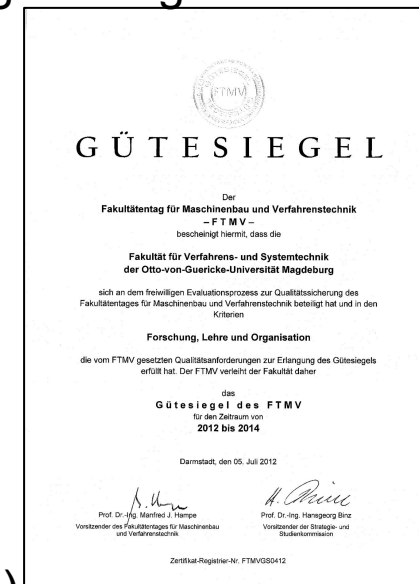 FTMV
GÜTESIEGEL
Der
Fakultätentag für Maschinenbau und Verfahrenstechnik
– F T M V –
bescheinigt hiermit, dass die
Fakultät für Verfahrens- und Systemtechnik
der Otto-von-Guericke-Universität Magdeburg
sich an dem freiwilligen Evaluationsprozess zur Qualitätssicherung des
Fakultätentages für Maschinenbau und Verfahrenstechnik beteiligt hat und in den
Kriterien
Forschung, Lehre und Organisation
die vom FTMV gesetzten Qualitätsanforderungen zur Erlangung des Gütesiegels
erfüllt hat. Der FTMV verleiht der Fakultät daher
das
Gütesiegel des FTMV
für den Zeitraum von
2012 bis 2014
Darmstadt, den 05. Juli 2012
Prof. Dr.-Ing. Manfred J. Hampe
Vorsitzender des Fakultätentages für Maschinenbau
und Verfahrenstechnik
Prof. Dr.-Ing. Hansgeorg Binz
Vorsitzender der Strategie- und
Studienkommission
Zertifikat-Registrier-Nr. FTMVGS0412
)